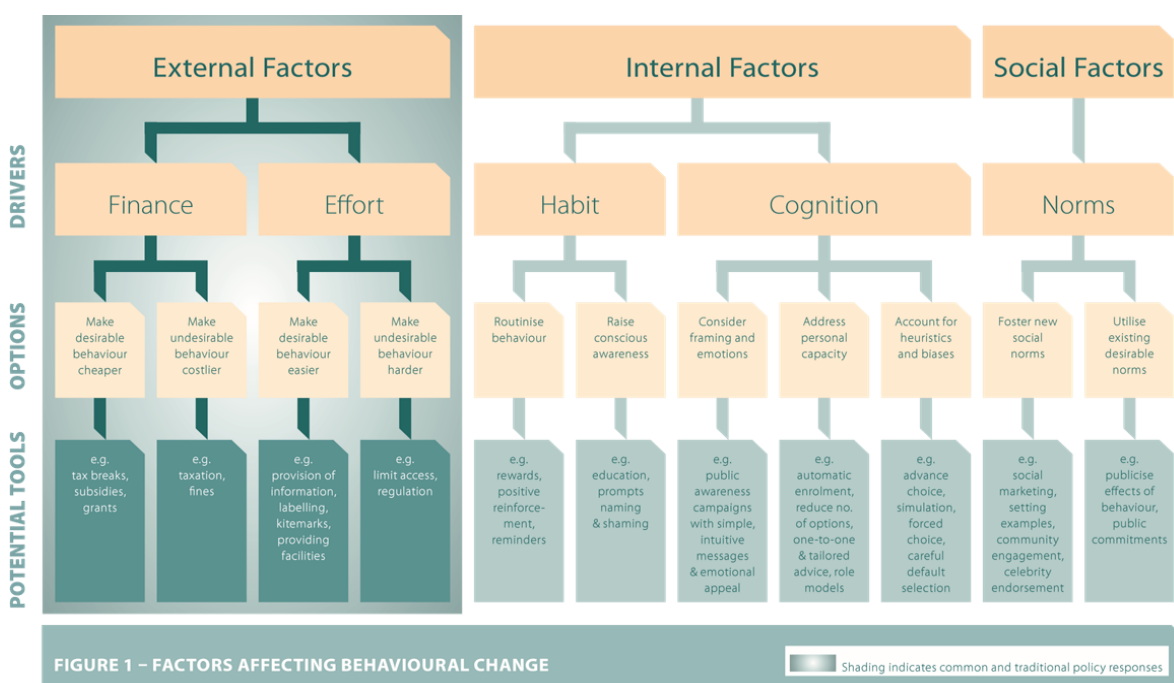 External Factors
Internal Factors
Social Factors
DRIVERS
Finance
Effort
Habit
Cognition
Norms
OPTIONS
Make
desirable
behaviour
cheaper
Make
undesirable
behaviour
costlier
Make
desirable
behaviour
easier
Make
undesirable
behaviour
harder
Routinise
behaviour
Raise
conscious
awareness
Consider
framing and
emotions
Address
personal
capacity
Account for
heuristics
and biases
Foster new
social
norms
Utilise
existing
desirable
norms
POTENTIAL TOOLS
e.g.
tax breaks,
subsidies,
grants
e.g.
taxation,
fines
e.g.
provision of
information,
labelling,
kitemarks,
providing
facilities
e.g.
limit access,
regulation
e.g.
rewards,
positive
reinforce-
ment,
reminders
e.g.
education,
prompts
naming
& shaming
e.g.
public
awareness
campaigns
with simple,
intuitive
messages
& emotional
appeal
e.g.
automatic
enrolment,
reduce no.
of options,
one-to-one
& tailored
advice, role
models
e.g.
advance
choice,
simulation,
forced
choice,
careful
default
selection
e.g.
social
marketing,
setting
examples,
community
engagement,
celebrity
endorsement
e.g.
publicise
effects of
behaviour,
public
commitments
FIGURE 1 – FACTORS AFFECTING BEHAVIOURAL CHANGE
Shading indicates common and traditional policy responses